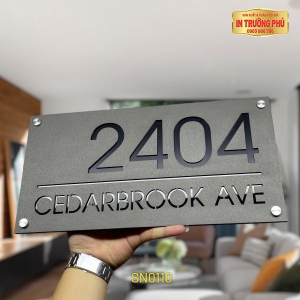 IN TRƯỜNG PHÚ
2404
CEDARBROOK AVE
SN0110